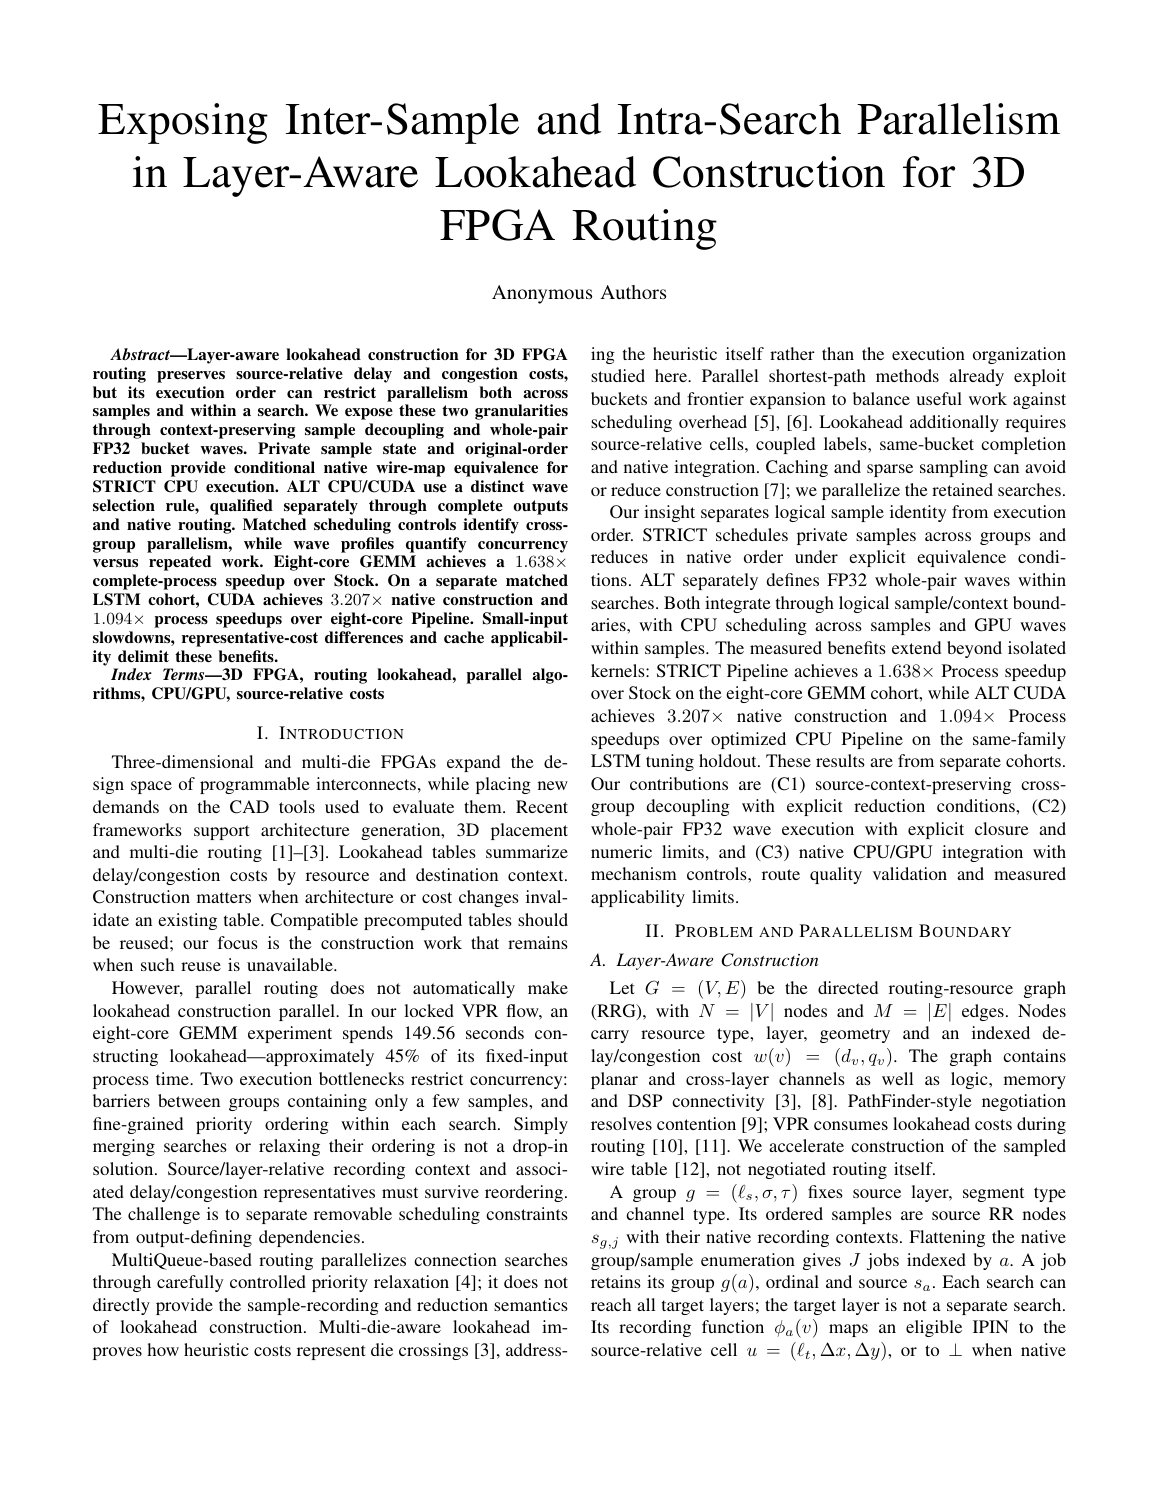 Exposing Inter-Sample and Intra-Search Parallelism
in Layer-Aware Lookahead Construction for 3D
FPGA Routing
Anonymous Authors
Abstract—Layer-aware lookahead construction for 3D FPGA
routing preserves source-relative delay and congestion costs,
but its execution order can restrict parallelism both across
samples and within a search. We expose these two granularities
through context-preserving sample decoupling and whole-pair
FP32 bucket waves. Private sample state and original-order
reduction provide conditional native wire-map equivalence for
STRICT CPU execution. ALT CPU/CUDA use a distinct wave
selection rule, qualified separately through complete outputs
and native routing. Matched scheduling controls identify cross-
group parallelism, while wave profiles quantify concurrency
versus repeated work. Eight-core GEMM achieves a 1.638×
complete-process speedup over Stock. On a separate matched
LSTM cohort, CUDA achieves 3.207× native construction and
1.094× process speedups over eight-core Pipeline. Small-input
slowdowns, representative-cost differences and cache applicabil-
ity delimit these benefits.
Index Terms—3D FPGA, routing lookahead, parallel algo-
rithms, CPU/GPU, source-relative costs
I. INTRODUCTION
Three-dimensional and multi-die FPGAs expand the de-
sign space of programmable interconnects, while placing new
demands on the CAD tools used to evaluate them. Recent
frameworks support architecture generation, 3D placement
and multi-die routing [1]–[3]. Lookahead tables summarize
delay/congestion costs by resource and destination context.
Construction matters when architecture or cost changes inval-
idate an existing table. Compatible precomputed tables should
be reused; our focus is the construction work that remains
when such reuse is unavailable.
However, parallel routing does not automatically make
lookahead construction parallel. In our locked VPR flow, an
eight-core GEMM experiment spends 149.56 seconds con-
structing lookahead—approximately 45% of its fixed-input
process time. Two execution bottlenecks restrict concurrency:
barriers between groups containing only a few samples, and
fine-grained priority ordering within each search. Simply
merging searches or relaxing their ordering is not a drop-in
solution. Source/layer-relative recording context and associ-
ated delay/congestion representatives must survive reordering.
The challenge is to separate removable scheduling constraints
from output-defining dependencies.
MultiQueue-based routing parallelizes connection searches
through carefully controlled priority relaxation [4]; it does not
directly provide the sample-recording and reduction semantics
of lookahead construction. Multi-die-aware lookahead im-
proves how heuristic costs represent die crossings [3], address-
ing the heuristic itself rather than the execution organization
studied here. Parallel shortest-path methods already exploit
buckets and frontier expansion to balance useful work against
scheduling overhead [5], [6]. Lookahead additionally requires
source-relative cells, coupled labels, same-bucket completion
and native integration. Caching and sparse sampling can avoid
or reduce construction [7]; we parallelize the retained searches.
Our insight separates logical sample identity from execution
order. STRICT schedules private samples across groups and
reduces in native order under explicit equivalence condi-
tions. ALT separately defines FP32 whole-pair waves within
searches. Both integrate through logical sample/context bound-
aries, with CPU scheduling across samples and GPU waves
within samples. The measured benefits extend beyond isolated
kernels: STRICT Pipeline achieves a 1.638× Process speedup
over Stock on the eight-core GEMM cohort, while ALT CUDA
achieves 3.207× native construction and 1.094× Process
speedups over optimized CPU Pipeline on the same-family
LSTM tuning holdout. These results are from separate cohorts.
Our contributions are (C1) source-context-preserving cross-
group decoupling with explicit reduction conditions, (C2)
whole-pair FP32 wave execution with explicit closure and
numeric limits, and (C3) native CPU/GPU integration with
mechanism controls, route quality validation and measured
applicability limits.
II. PROBLEM AND PARALLELISM BOUNDARY
A. Layer-Aware Construction
Let G = (V, E) be the directed routing-resource graph
(RRG), with N = |V| nodes and M = |E| edges. Nodes
carry resource type, layer, geometry and an indexed de-
lay/congestion cost w(v) = (d_v, q_v). The graph contains
planar and cross-layer channels as well as logic, memory
and DSP connectivity [3], [8]. PathFinder-style negotiation
resolves contention [9]; VPR consumes lookahead costs during
routing [10], [11]. We accelerate construction of the sampled
wire table [12], not negotiated routing itself.
A group g = (ℓ_s, σ, τ) fixes source layer, segment type
and channel type. Its ordered samples are source RR nodes
s_{g,j} with their native recording contexts. Flattening the native
group/sample enumeration gives J jobs indexed by a. A job
retains its group g(a), ordinal and source s_a. Each search can
reach all target layers; the target layer is not a separate search.
Its recording function ϕ_a(v) maps an eligible IPIN to the
source-relative cell u = (ℓ_t, Δx, Δy), or to ⊥ when native